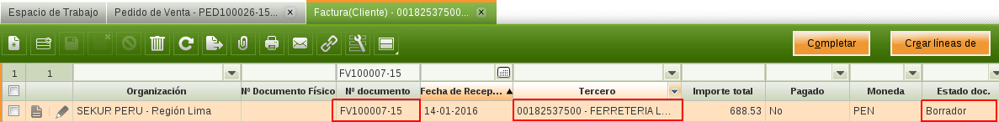 Espacio de Trabajo Pedido de Venta - PED100026-15... Factura(Cliente) - 00182537500...
Completar Crear líneas de
1 1 FV100007-15
Organización Nº Documento Físico Nº documento Fecha de Recep... Tercero Importe total Pagado Moneda Estado doc.
SEKUR PERU - Región Lima FV100007-15 14-01-2016 00182537500 - FERRETERIA L... 688.53 No PEN Borrador